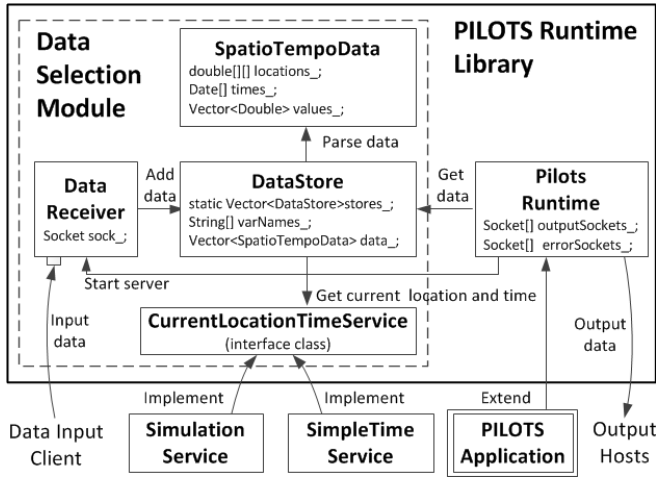 Data
Selection
Module
SpatioTempoData
double[][] locations_;
Date[] times_;
Vector<Double> values_;
PILOTS Runtime
Library
Parse data
Data
Receiver
Socket sock_;
Add
data
DataStore
static Vector<DataStore>stores_;
String[] varNames_;
Vector<SpatioTempoData> data_;
Get
data
Pilots
Runtime
Socket[] outputSockets_;
Socket[] errorSockets_;
Start server
Get current location and time
Input
data
CurrentLocationTimeService
(interface class)
Output
data
Implement
Implement
Extend
Data Input
Client
Simulation
Service
SimpleTime
Service
PILOTS
Application
Output
Hosts